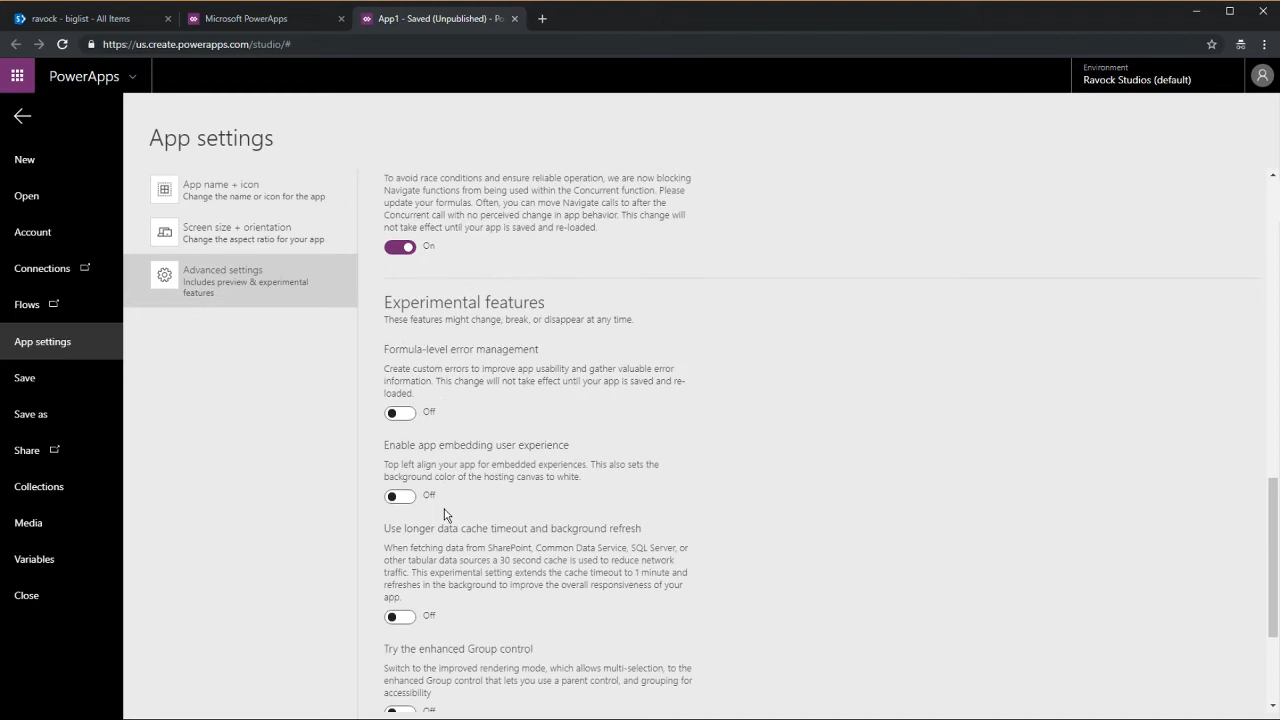 ravock - biglist - All Items
Microsoft PowerApps
App1 - Saved (Unpublished) - Po
https://us.create.powerapps.com/studio/#
PowerApps
Environment
Ravock Studios (default)
New
Open
Account
Connections
Flows
App settings
Save
Save as
Share
Collections
Media
Variables
Close
App settings
App name + icon
Change the name or icon for the app
Screen size + orientation
Change the aspect ratio for your app
Advanced settings
Includes preview & experimental
features
To avoid race conditions and ensure reliable operation, we are now blocking
Navigate functions from being used within the Concurrent function. Please
update your formulas. Often, you can move Navigate calls to after the
Concurrent call with no perceived change in app behavior. This change will
not take effect until your app is saved and re-loaded.
On
Experimental features
These features might change, break, or disappear at any time.
Formula-level error management
Create custom errors to improve app usability and gather valuable error
information. This change will not take effect until your app is saved and re-
loaded.
Off
Enable app embedding user experience
Top left align your app for embedded experiences. This also sets the
background color of the hosting canvas to white.
Off
Use longer data cache timeout and background refresh
When fetching data from SharePoint, Common Data Service, SQL Server, or
other tabular data sources a 30 second cache is used to reduce network
traffic. This experimental setting extends the cache timeout to 1 minute and
refreshes in the background to improve the overall responsiveness of your
app.
Off
Try the enhanced Group control
Switch to the improved rendering mode, which allows multi-selection, to the
enhanced Group control that lets you use a parent control, and grouping for
accessibility
Off